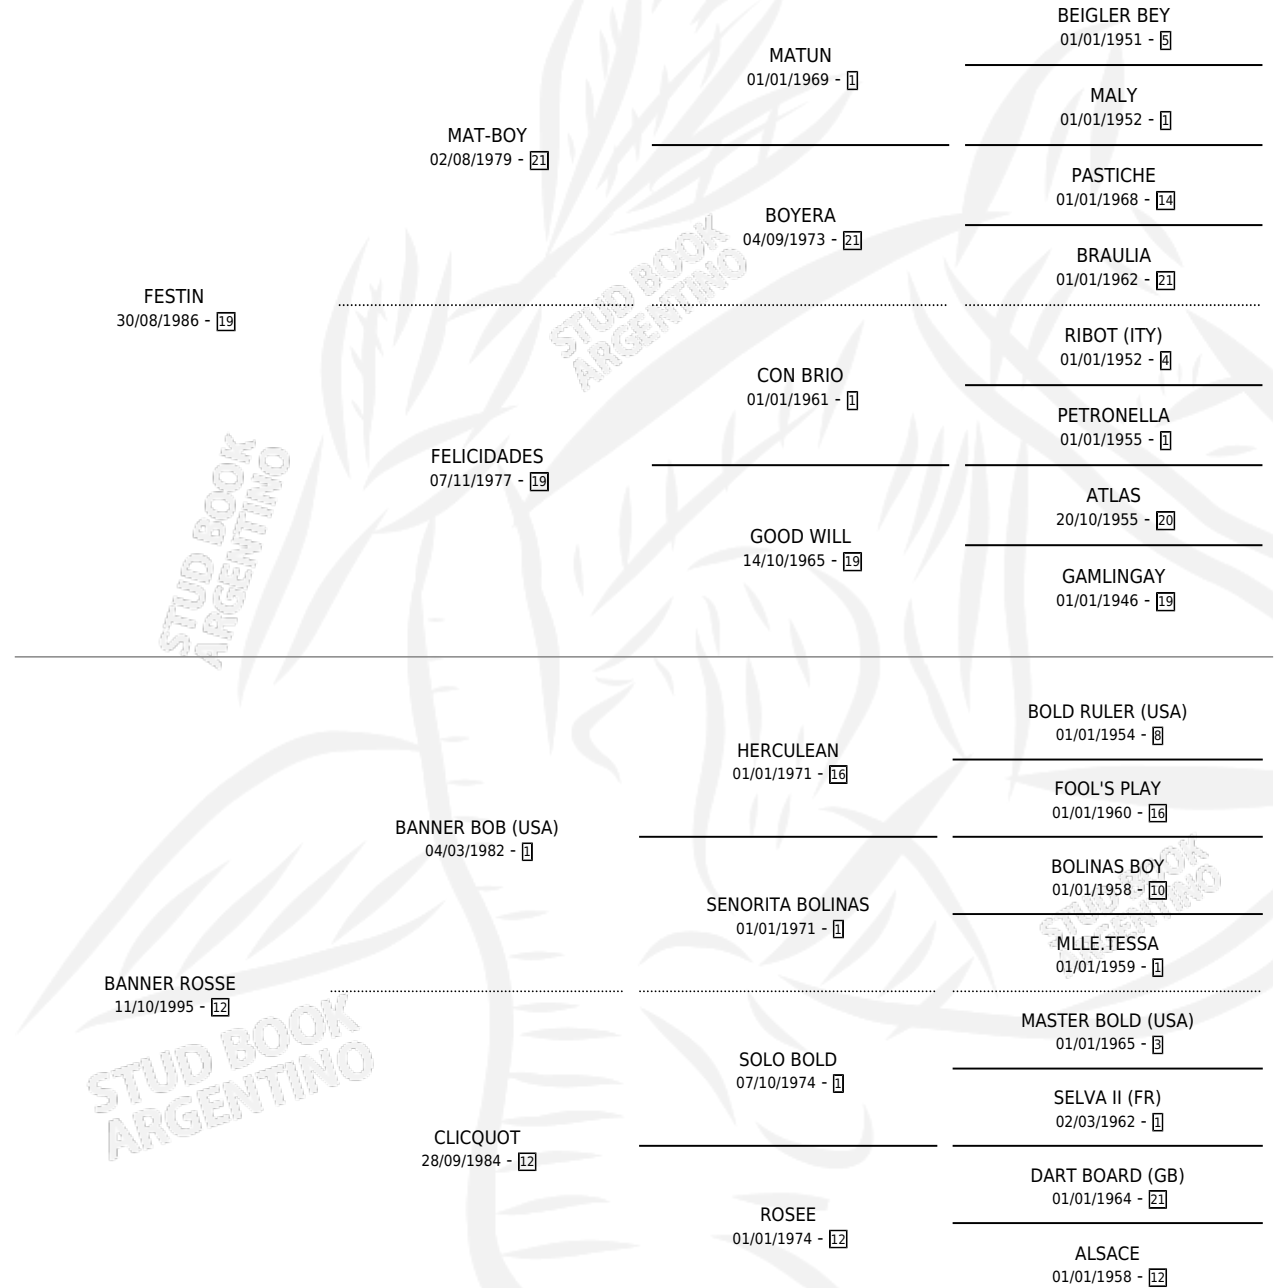 BEIGLER BEY
01/01/1951 - 5
MATUN
01/01/1969 - 1
MALY
01/01/1952 - 1
MAT-BOY
02/08/1979 - 21
PASTICHE
01/01/1968 - 14
BOYERA
04/09/1973 - 21
BRAULIA
01/01/1962 - 21
FESTIN
30/08/1986 - 19
RIBOT (ITY)
01/01/1952 - 4
CON BRIO
01/01/1961 - 1
PETRONELLA
01/01/1955 - 1
FELICIDADES
07/11/1977 - 19
ATLAS
20/10/1955 - 20
GOOD WILL
14/10/1965 - 19
GAMLINGAY
01/01/1946 - 19
STUD BOOK
ARGENTINO
STUD BOOK
ARGENTINO
BOLD RULER (USA)
01/01/1954 - 8
HERCULEAN
01/01/1971 - 16
FOOL'S PLAY
01/01/1960 - 16
BANNER BOB (USA)
04/03/1982 - 1
BOLINAS BOY
01/01/1958 - 10
SENORITA BOLINAS
01/01/1971 - 1
MLLE.TESSA
01/01/1959 - 1
STUD BOOK
ARGENTINO
BANNER ROSSE
11/10/1995 - 12
MASTER BOLD (USA)
01/01/1965 - 3
SOLO BOLD
07/10/1974 - 1
SELVA II (FR)
02/03/1962 - 1
STUD BOOK
ARGENTINO
CLICQUOT
28/09/1984 - 12
DART BOARD (GB)
01/01/1964 - 21
ROSEE
01/01/1974 - 12
ALSACE
01/01/1958 - 12